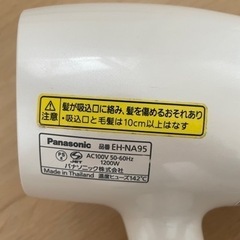 髪が吸込口に絡み、髪を傷めるおそれあり
注意
・吸込口と毛髪は10cm以上はなす
Panasonic 品番 EH-NA95
AC100V 50-60Hz
1200W
パナソニック株式会社
Made in Thailand 温度ヒューズ142℃